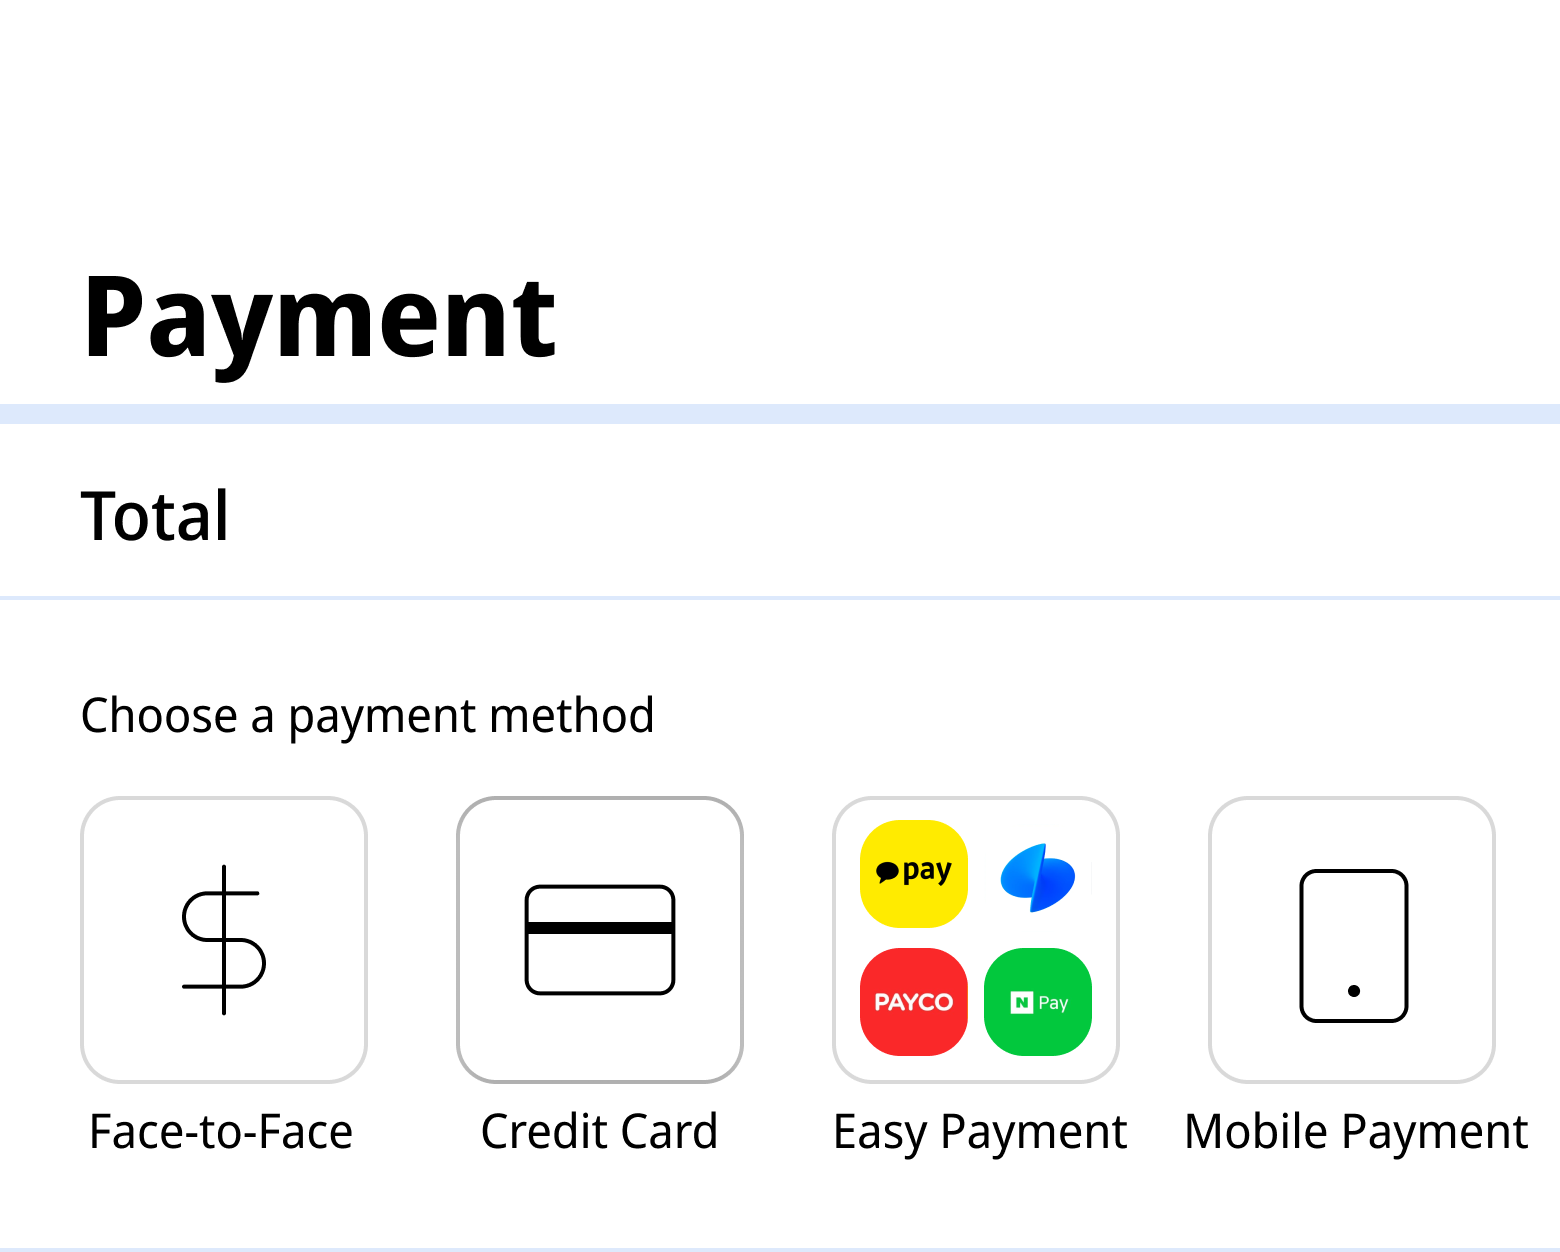 Payment
Total
Choose a payment method
pay
PAYCO
N Pay
Face-to-Face
Credit Card
Easy Payment
Mobile Payment